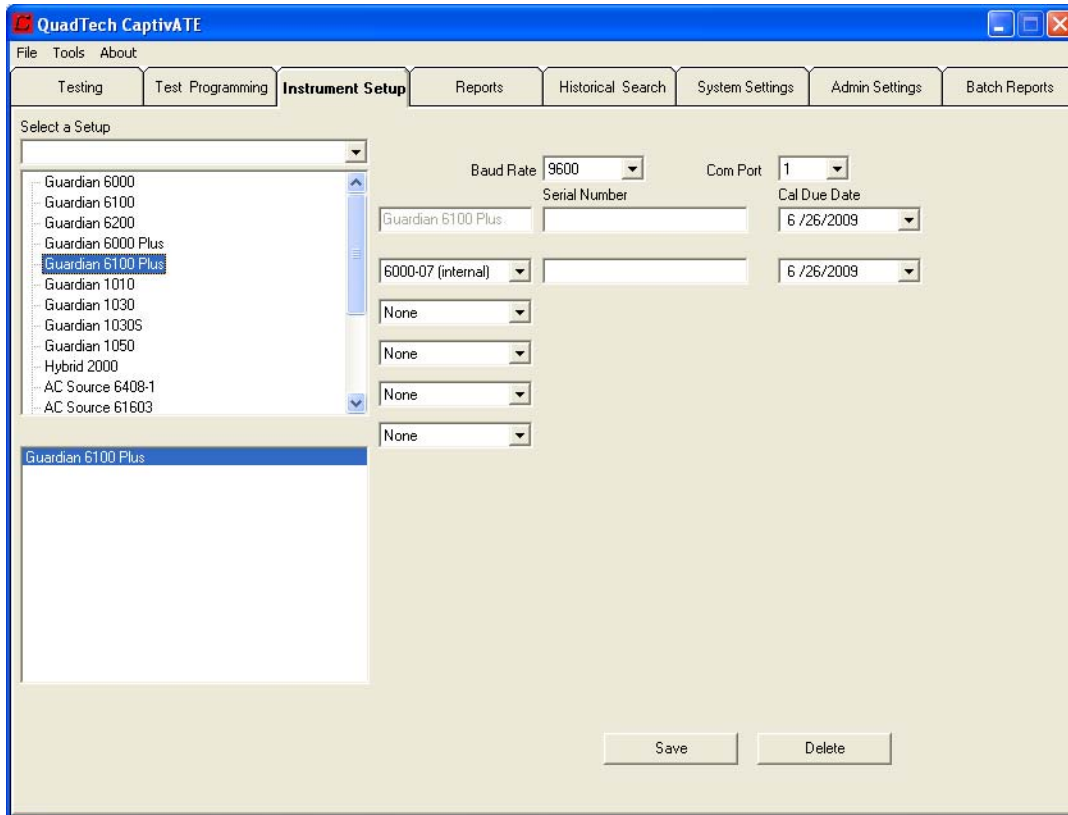 QuadTech CaptivATE
File Tools About
Testing Test Programming Instrument Setup Reports Historical Search System Settings Admin Settings Batch Reports
Select a Setup
Baud Rate 9600 Com Port 1
Serial Number Cal Due Date
Guardian 6000
Guardian 6100
Guardian 6200
Guardian 6000 Plus
Guardian 6100 Plus
Guardian 1010
Guardian 1030
Guardian 1030S
Guardian 1050
Hybrid 2000
AC Source 6408-1
AC Source 61603
Guardian 6100 Plus 6 /26/2009
6000-07 (internal) 6 /26/2009
None
None
None
None
Guardian 6100 Plus
Save Delete